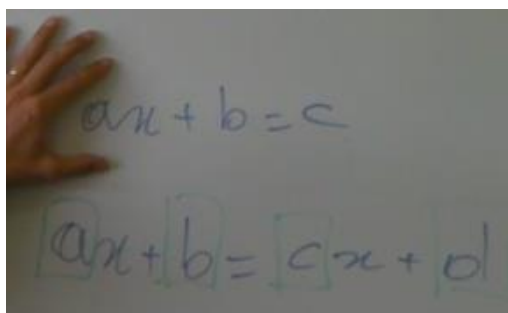 ax + b = c
ax + b = cx + d